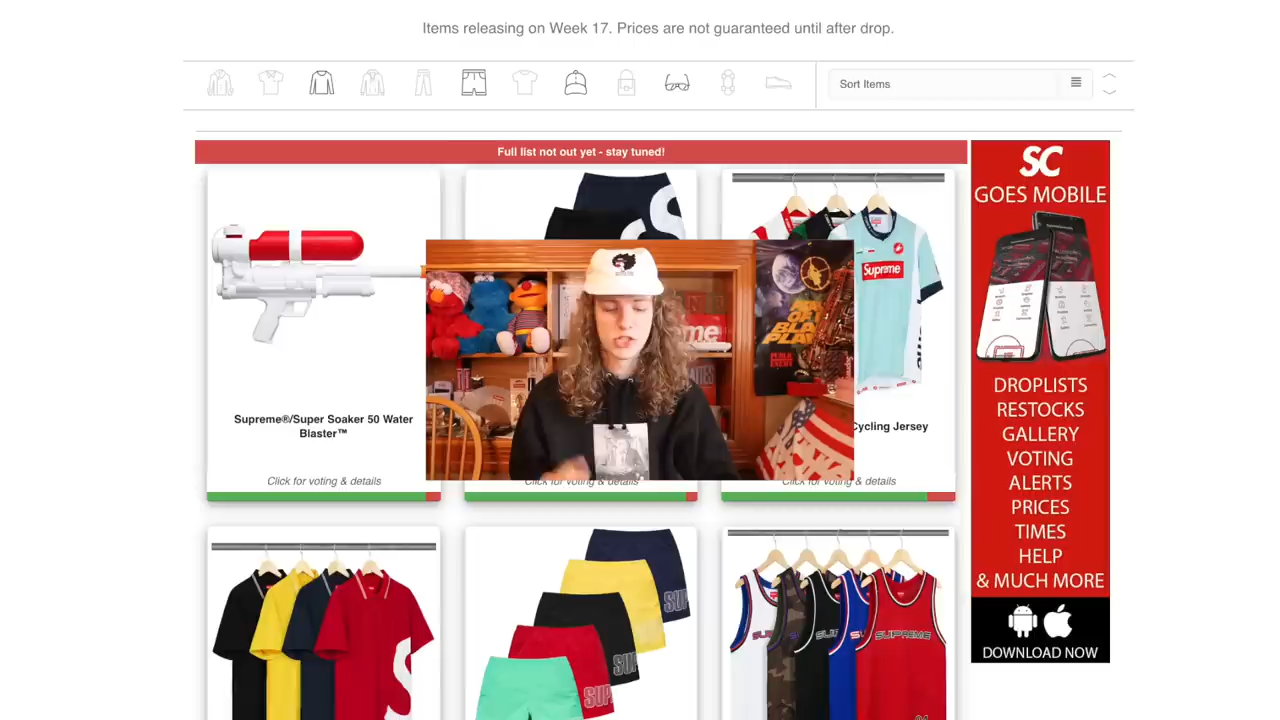 Items releasing on Week 17. Prices are not guaranteed until after drop.
Sort Items
Full list not out yet - stay tuned!
SC
GOES MOBILE
Supreme
Supreme®/Super Soaker 50 Water
Blaster™
Cycling Jersey
Click for voting & details
Click for voting & details
Click for voting & details
DROPLISTS
RESTOCKS
GALLERY
VOTING
ALERTS
PRICES
TIMES
HELP
& MUCH MORE
DOWNLOAD NOW
SUPREME